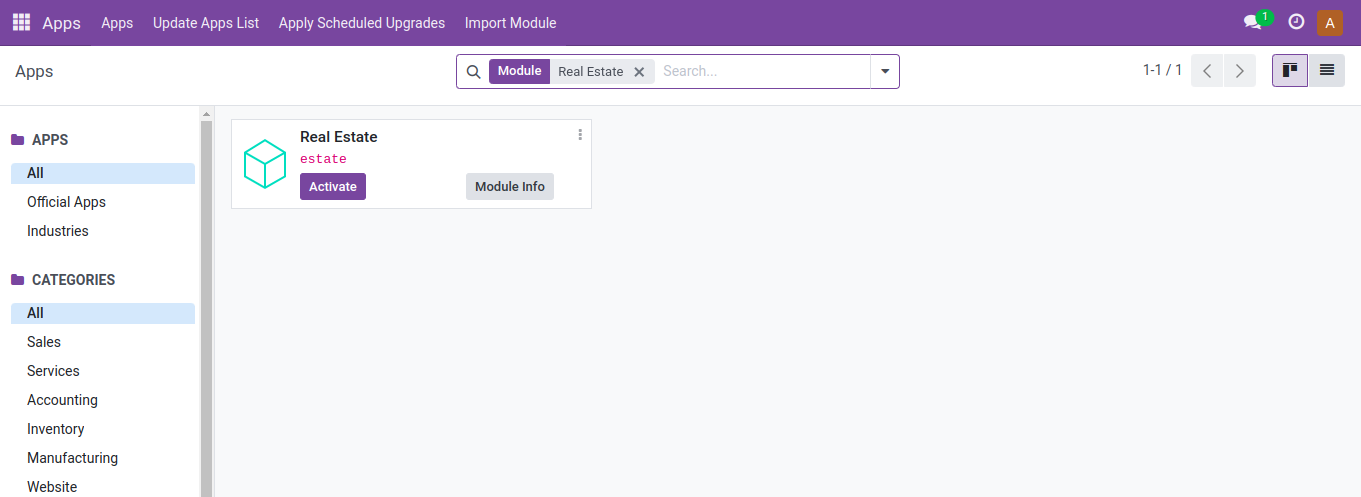 Apps Apps Update Apps List Apply Scheduled Upgrades Import Module 1 A
Apps Module Real Estate Search... 1-1 / 1
APPS
All
Official Apps
Industries
CATEGORIES
All
Sales
Services
Accounting
Inventory
Manufacturing
Website
Real Estate
estate
Activate Module Info